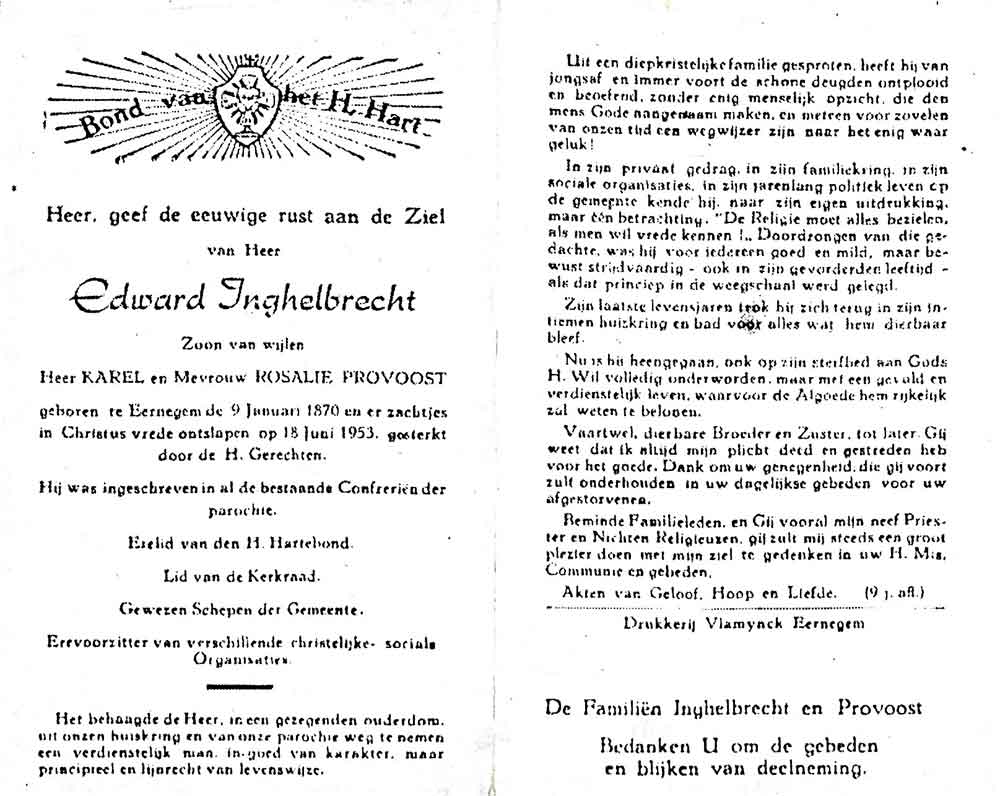 Bond van het H. Hart
Heer, geef de eeuwige rust aan de Ziel
van Heer
Edward Inghelbrecht
Zoon van wijlen
Heer KAREL en Mevrouw ROSALIE PROVOOST
geboren te Eernegem de 9 Januari 1870 en er zachtjes
in Christus vrede ontslapen op 18 Juni 1953, gesterkt
door de H. Gerechten.
Hij was ingeschreven in al de bestaande Confreriën der
parochie.
Erelid van den H. Hartebond.
Lid van de Kerkraad.
Gewezen Schepen der Gemeente.
Erevoorzitter van verschillende christelijke- sociale
Organisaties.
Het behaagde de Heer, in een gezegenden ouderdom,
uit onzen huiskring en van onze parochie weg te nemen
een verdienstelijk man, in-goed van karakter, maar
principieel en lijnrecht van levenswijze.
Uit een diepkristelijke familie gesproten, heeft hij van
jongsaf en immer voort de schone deugden ontplooid
en beoefend, zonder enig menselijk opzicht, die den
mens Gode aangenaam maken, en meteen voor zovelen
van onzen tijd een wegwijzer zijn naar het enig waar
geluk!
In zijn privaat gedrag, in zijn familiekring, in zijn
sociale organisaties, in zijn jarenlang politiek leven op
de gemeente kende hij, naar zijn eigen uitdrukking,
maar één betrachting, "De Religie moet alles bezielen,
als men wil vrede kennen !„ Doordrongen van die ge-
dachte, was hij voor iedereen goed en mild, maar be-
wust strijdvaardig - ook in zijn gevorderden leeftijd -
als dat princiep in de weegschaal werd gelegd.
Zijn laatste levensjaren trok hij zich terug in zijn in-
tiemen huizkring en bad voor alles wat hem dierbaar
bleef.
Nu is hij heengegaan, ook op zijn sterfbed aan Gods
H. Wil volledig onderworden, maar met een gevuld en
verdienstelijk leven, waarvoor de Algoede hem rijkelijk
zal weten te belonen.
Vaartwel, dierbare Broeder en Zuster, tot later. Gij
weet dat ik altijd mijn plicht deed en gestreden heb
voor het goede. Dank om uw genegenheid, die gij voort
zult onderhouden in uw dagelijkse gebeden voor uw
afgestorvenen.
Beminde Familieleden, en Gij vooral mijn neef Pries-
ter en Nichten Religieuzen, gij zult mij steeds een groot
plezier doen met mijn ziel te gedenken in uw H. Mis,
Communie en gebeden.
Akten van Geloof, Hoop en Liefde. (9 j. afl.)
Drukkerij Vlamynck Eernegem
De Familiën Inghelbrecht en Provoost
Bedanken U om de gebeden
en blijken van deelneming.